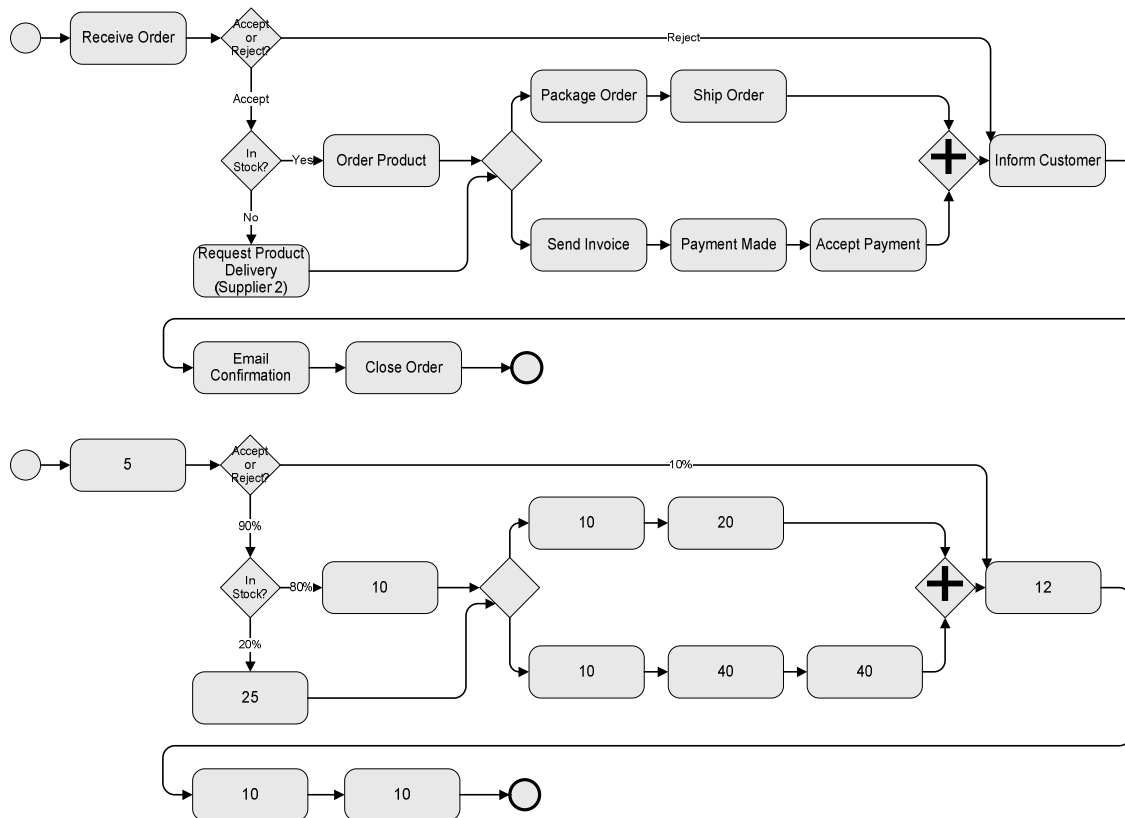 Receive Order
Accept
or
Reject?
Reject
Accept
Package Order
Ship Order
In
Stock?
Yes
Order Product
Inform Customer
No
Request Product
Delivery
(Supplier 2)
Send Invoice
Payment Made
Accept Payment
Email
Confirmation
Close Order
5
Accept
or
Reject?
10%
90%
10
20
In
Stock?
80%
10
12
20%
25
10
40
40
10
10